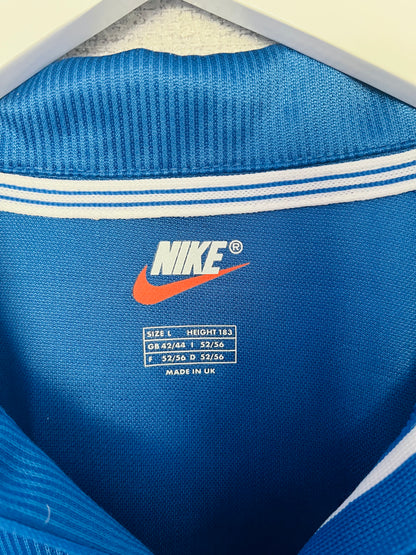 NIKE®
SIZE L HEIGHT 183
GB 42/44 I 52/56
F 52/56 D 52/56
MADE IN UK